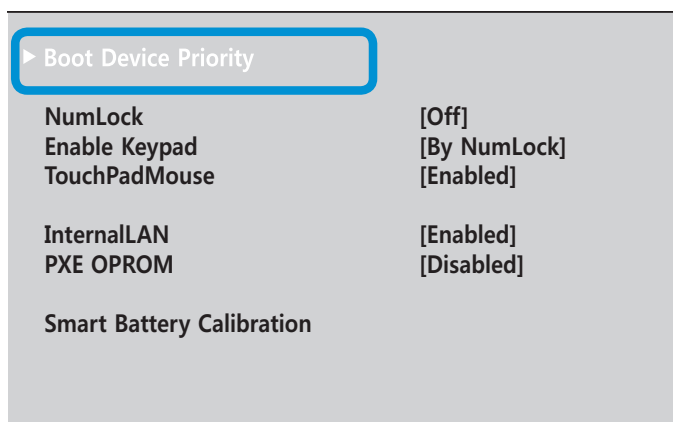 ▶ Boot Device Priority
NumLock [Off]
Enable Keypad [By NumLock]
TouchPadMouse [Enabled]
InternalLAN [Enabled]
PXE OPROM [Disabled]
Smart Battery Calibration